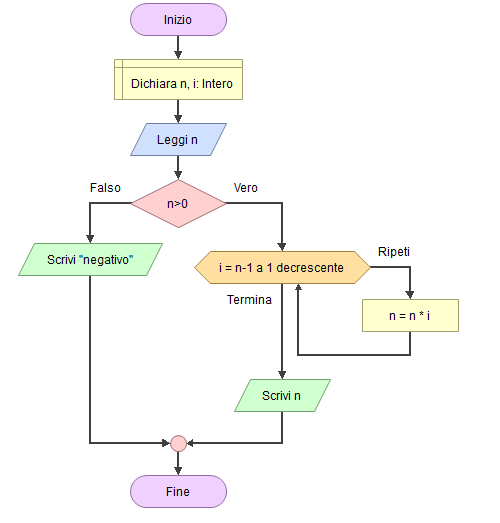 Inizio
Dichiara n, i: Intero
Leggi n
Falso
n>0
Vero
Scrivi "negativo"
i = n-1 a 1 decrescente
Ripeti
Termina
n = n * i
Scrivi n
Fine